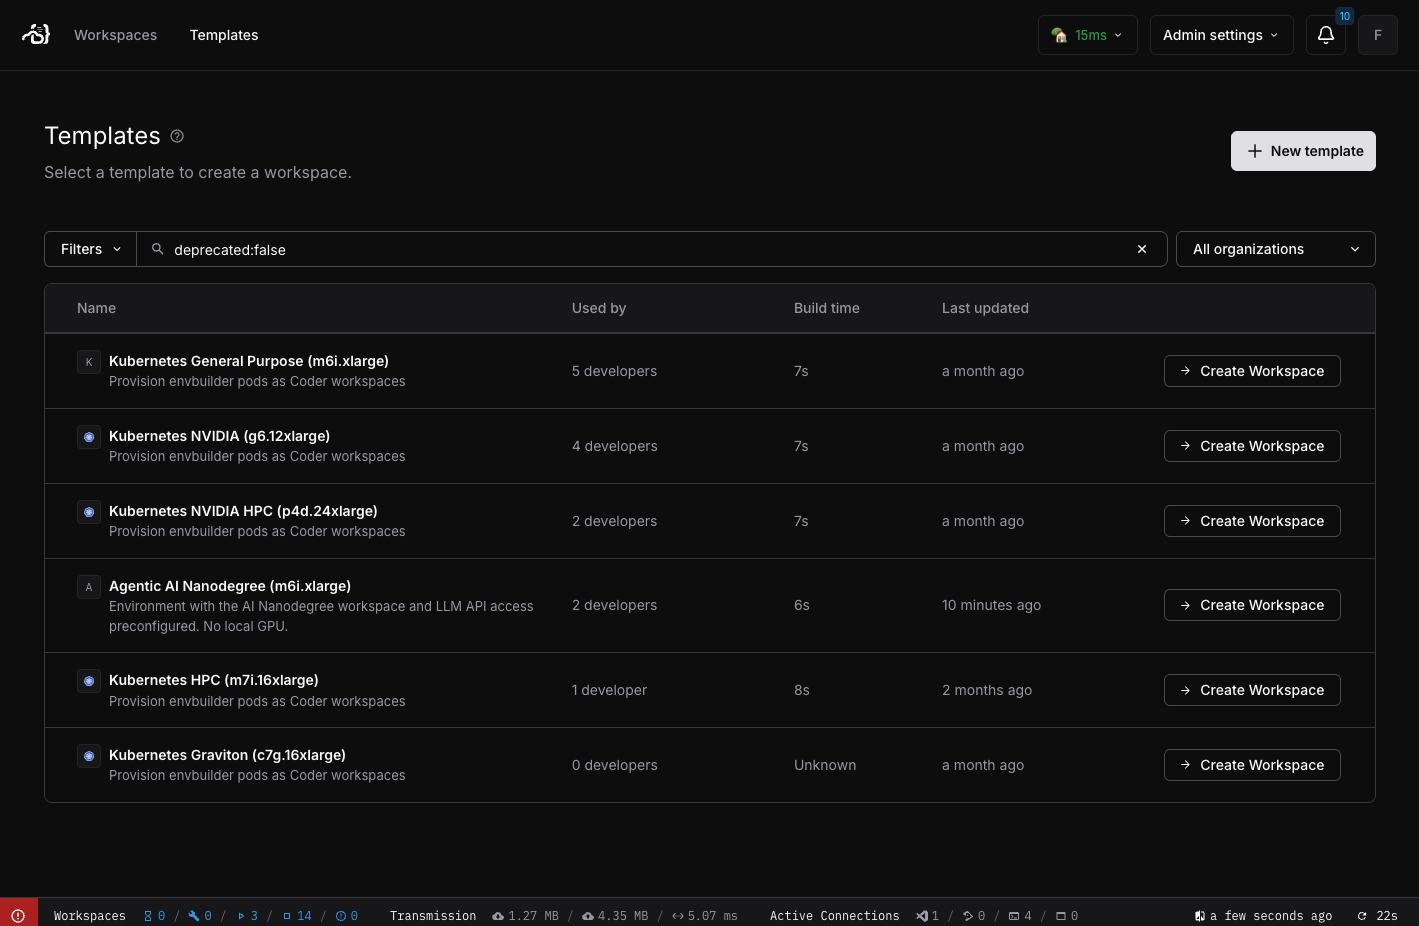 Workspaces Templates 15ms Admin settings 10 F
Templates
Select a template to create a workspace.
New template
Filters deprecated:false All organizations
Name Used by Build time Last updated
K Kubernetes General Purpose (m6i.xlarge)
Provision envbuilder pods as Coder workspaces
5 developers 7s a month ago Create Workspace
Kubernetes NVIDIA (g6.12xlarge)
Provision envbuilder pods as Coder workspaces
4 developers 7s a month ago Create Workspace
Kubernetes NVIDIA HPC (p4d.24xlarge)
Provision envbuilder pods as Coder workspaces
2 developers 7s a month ago Create Workspace
A Agentic AI Nanodegree (m6i.xlarge)
Environment with the AI Nanodegree workspace and LLM API access
preconfigured. No local GPU.
2 developers 6s 10 minutes ago Create Workspace
Kubernetes HPC (m7i.16xlarge)
Provision envbuilder pods as Coder workspaces
1 developer 8s 2 months ago Create Workspace
Kubernetes Graviton (c7g.16xlarge)
Provision envbuilder pods as Coder workspaces
0 developers Unknown a month ago Create Workspace
Workspaces 0 / 0 / 3 / 14 / 0 Transmission 1.27 MB / 4.35 MB / 5.07 ms Active Connections 1 / 0 / 4 / 0 a few seconds ago 22s